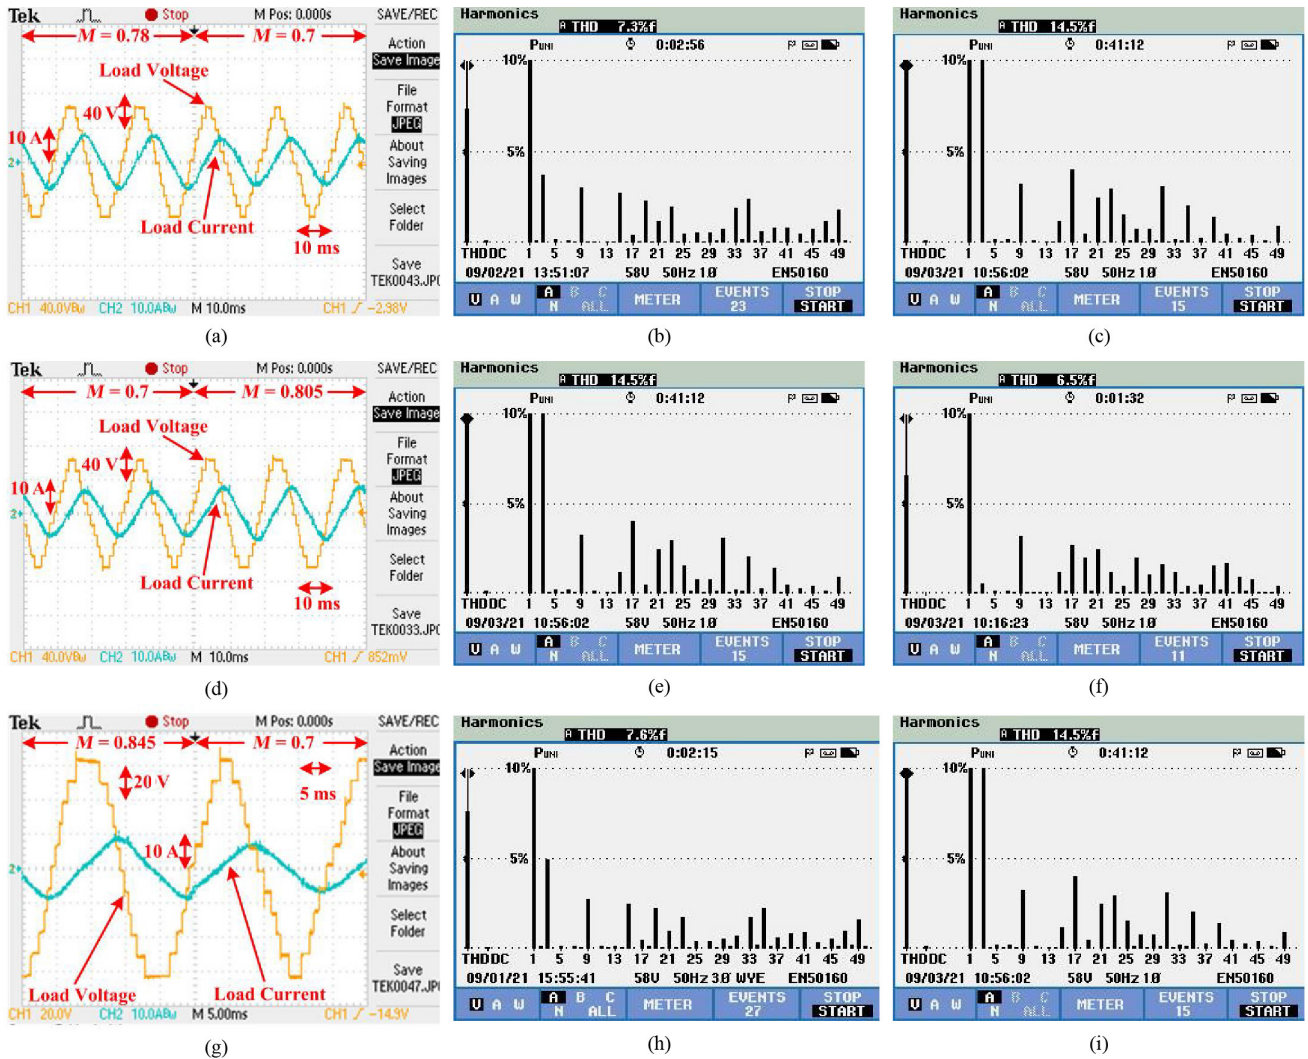 Tek Stop M Pos: 0.000s SAVE/REC
M = 0.78 M = 0.7
Action
Save Image
Load Voltage
File
Format
JPEG
40 V
10 A
About
Saving
Images
2
Select
Folder
Load Current
10 ms
Save
TEK0043.JP
CH1 40.0VBw CH2 10.0ABw M 10.0ms CH1 -2.98V
(a)
Harmonics
A THD 7.3%f
PUNI 0:02:56
10%
5%
THDDC 1 5 9 13 17 21 25 29 33 37 41 45 49
09/02/21 13:51:07 58V 50Hz 1Ø EN50160
V A W A B C N ALL METER EVENTS 23 STOP START
(b)
Harmonics
A THD 14.5%f
PUNI 0:41:12
10%
5%
THDDC 1 5 9 13 17 21 25 29 33 37 41 45 49
09/03/21 10:56:02 58V 50Hz 1Ø EN50160
V A W A B C N ALL METER EVENTS 15 STOP START
(c)
Tek Stop M Pos: 0.000s SAVE/REC
M = 0.7 M = 0.805
Action
Save Image
Load Voltage
File
Format
JPEG
40 V
10 A
About
Saving
Images
2
Select
Folder
Load Current
10 ms
Save
TEK0033.JP
CH1 40.0VBw CH2 10.0ABw M 10.0ms CH1 852mV
(d)
Harmonics
A THD 14.5%f
PUNI 0:41:12
10%
5%
THDDC 1 5 9 13 17 21 25 29 33 37 41 45 49
09/03/21 10:56:02 58V 50Hz 1Ø EN50160
V A W A B C N ALL METER EVENTS 15 STOP START
(e)
Harmonics
A THD 6.5%f
PUNI 0:01:32
10%
5%
THDDC 1 5 9 13 17 21 25 29 33 37 41 45 49
09/03/21 10:16:23 58V 50Hz 1Ø EN50160
V A W A B C N ALL METER EVENTS 11 STOP START
(f)
Tek Stop M Pos: 0.000s SAVE/REC
M = 0.845 M = 0.7
Action
Save Image
20 V
5 ms
File
Format
JPEG
10 A
About
Saving
Images
2
Select
Folder
Load Voltage
Load Current
Save
TEK0047.JP
CH1 20.0V CH2 10.0ABw M 5.00ms CH1 -14.9V
(g)
Harmonics
A THD 7.6%f
PUNI 0:02:15
10%
5%
THDDC 1 5 9 13 17 21 25 29 33 37 41 45 49
09/01/21 15:55:41 58V 50Hz 3Ø WYE EN50160
V A W A B C N ALL METER EVENTS 27 STOP START
(h)
Harmonics
A THD 14.5%f
PUNI 0:41:12
10%
5%
THDDC 1 5 9 13 17 21 25 29 33 37 41 45 49
09/03/21 10:56:02 58V 50Hz 1Ø EN50160
V A W A B C N ALL METER EVENTS 15 STOP START
(i)